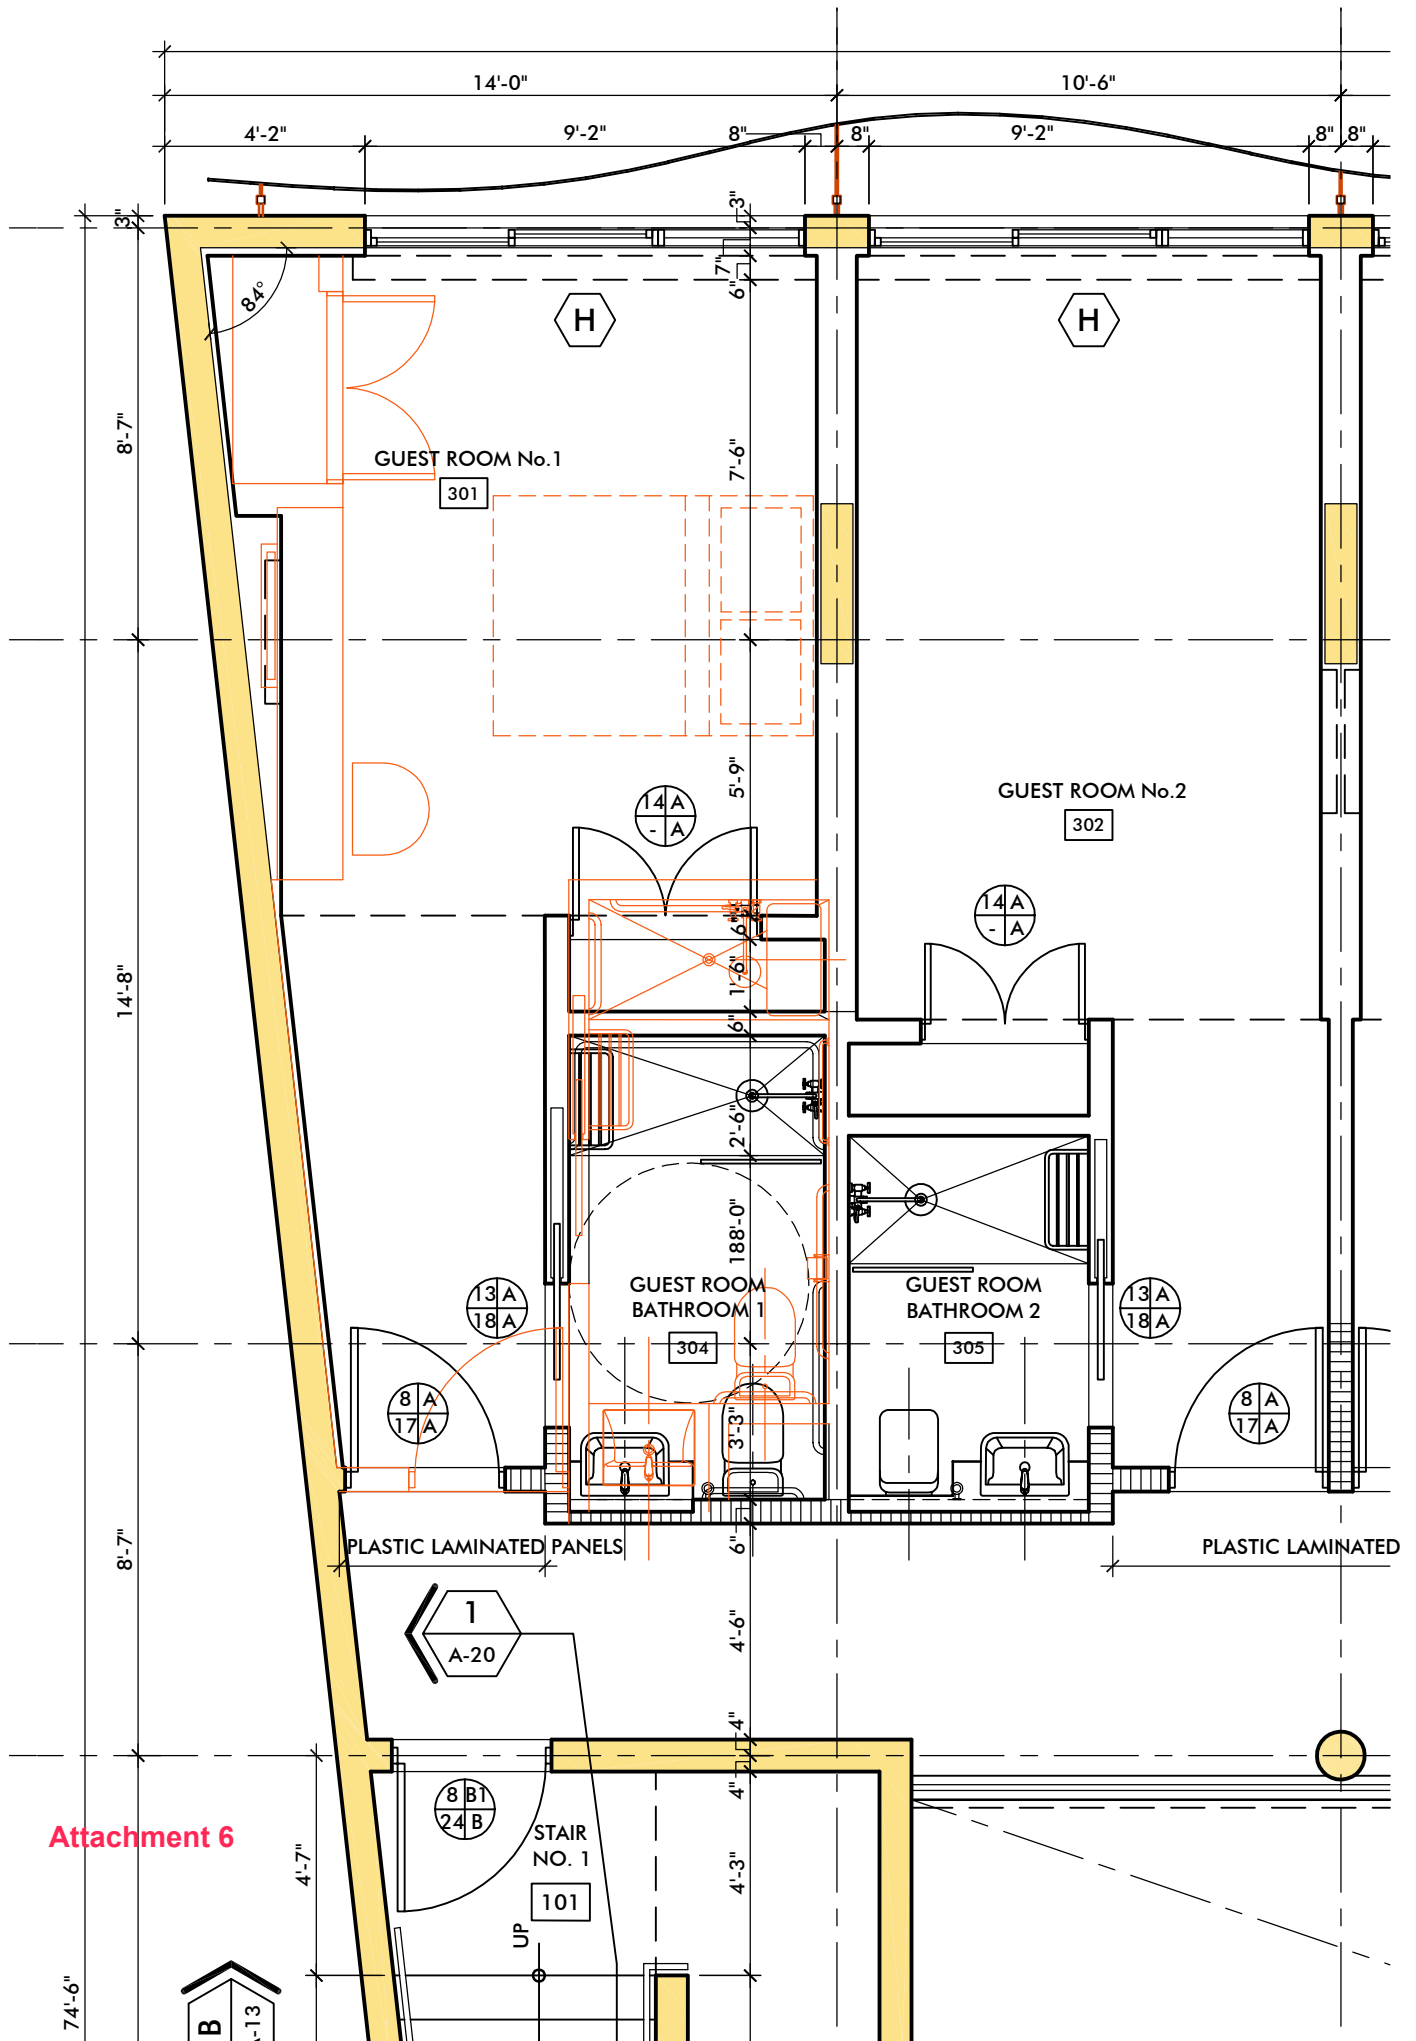 14'-0"
10'-6"
4'-2"
9'-2"
8"
8"
9'-2"
8"
8"
3"
3"
7"
6"
84°
H
H
8'-7"
7'-6"
GUEST ROOM No.1
301
5'-9"
GUEST ROOM No.2
302
14 A
- A
14 A
- A
6"
1'-6"
6"
14'-8"
2'-6"
188'-0"
GUEST ROOM
BATHROOM 1
304
GUEST ROOM
BATHROOM 2
305
13 A
18 A
13 A
18 A
8 A
17 A
8 A
17 A
3'-3"
6"
PLASTIC LAMINATED PANELS
PLASTIC LAMINATED
8'-7"
1
A-20
4'-6"
4"
4"
8 B1
24 B
STAIR
NO. 1
101
Attachment 6
4'-7"
4'-3"
UP
74'-6"
B
-13